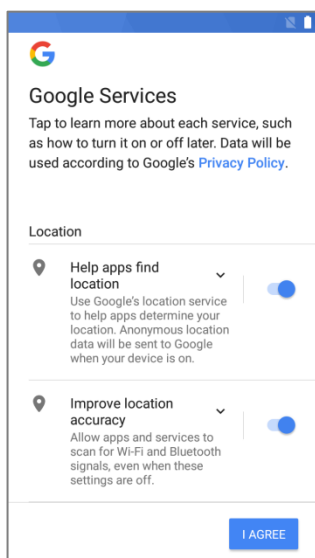 Google Services
Tap to learn more about each service, such
as how to turn it on or off later. Data will be
used according to Google's Privacy Policy.
Location
Help apps find
location
Use Google's location service
to help apps determine your
location. Anonymous location
data will be sent to Google
when your device is on.
Improve location
accuracy
Allow apps and services to
scan for Wi-Fi and Bluetooth
signals, even when these
settings are off.
I AGREE